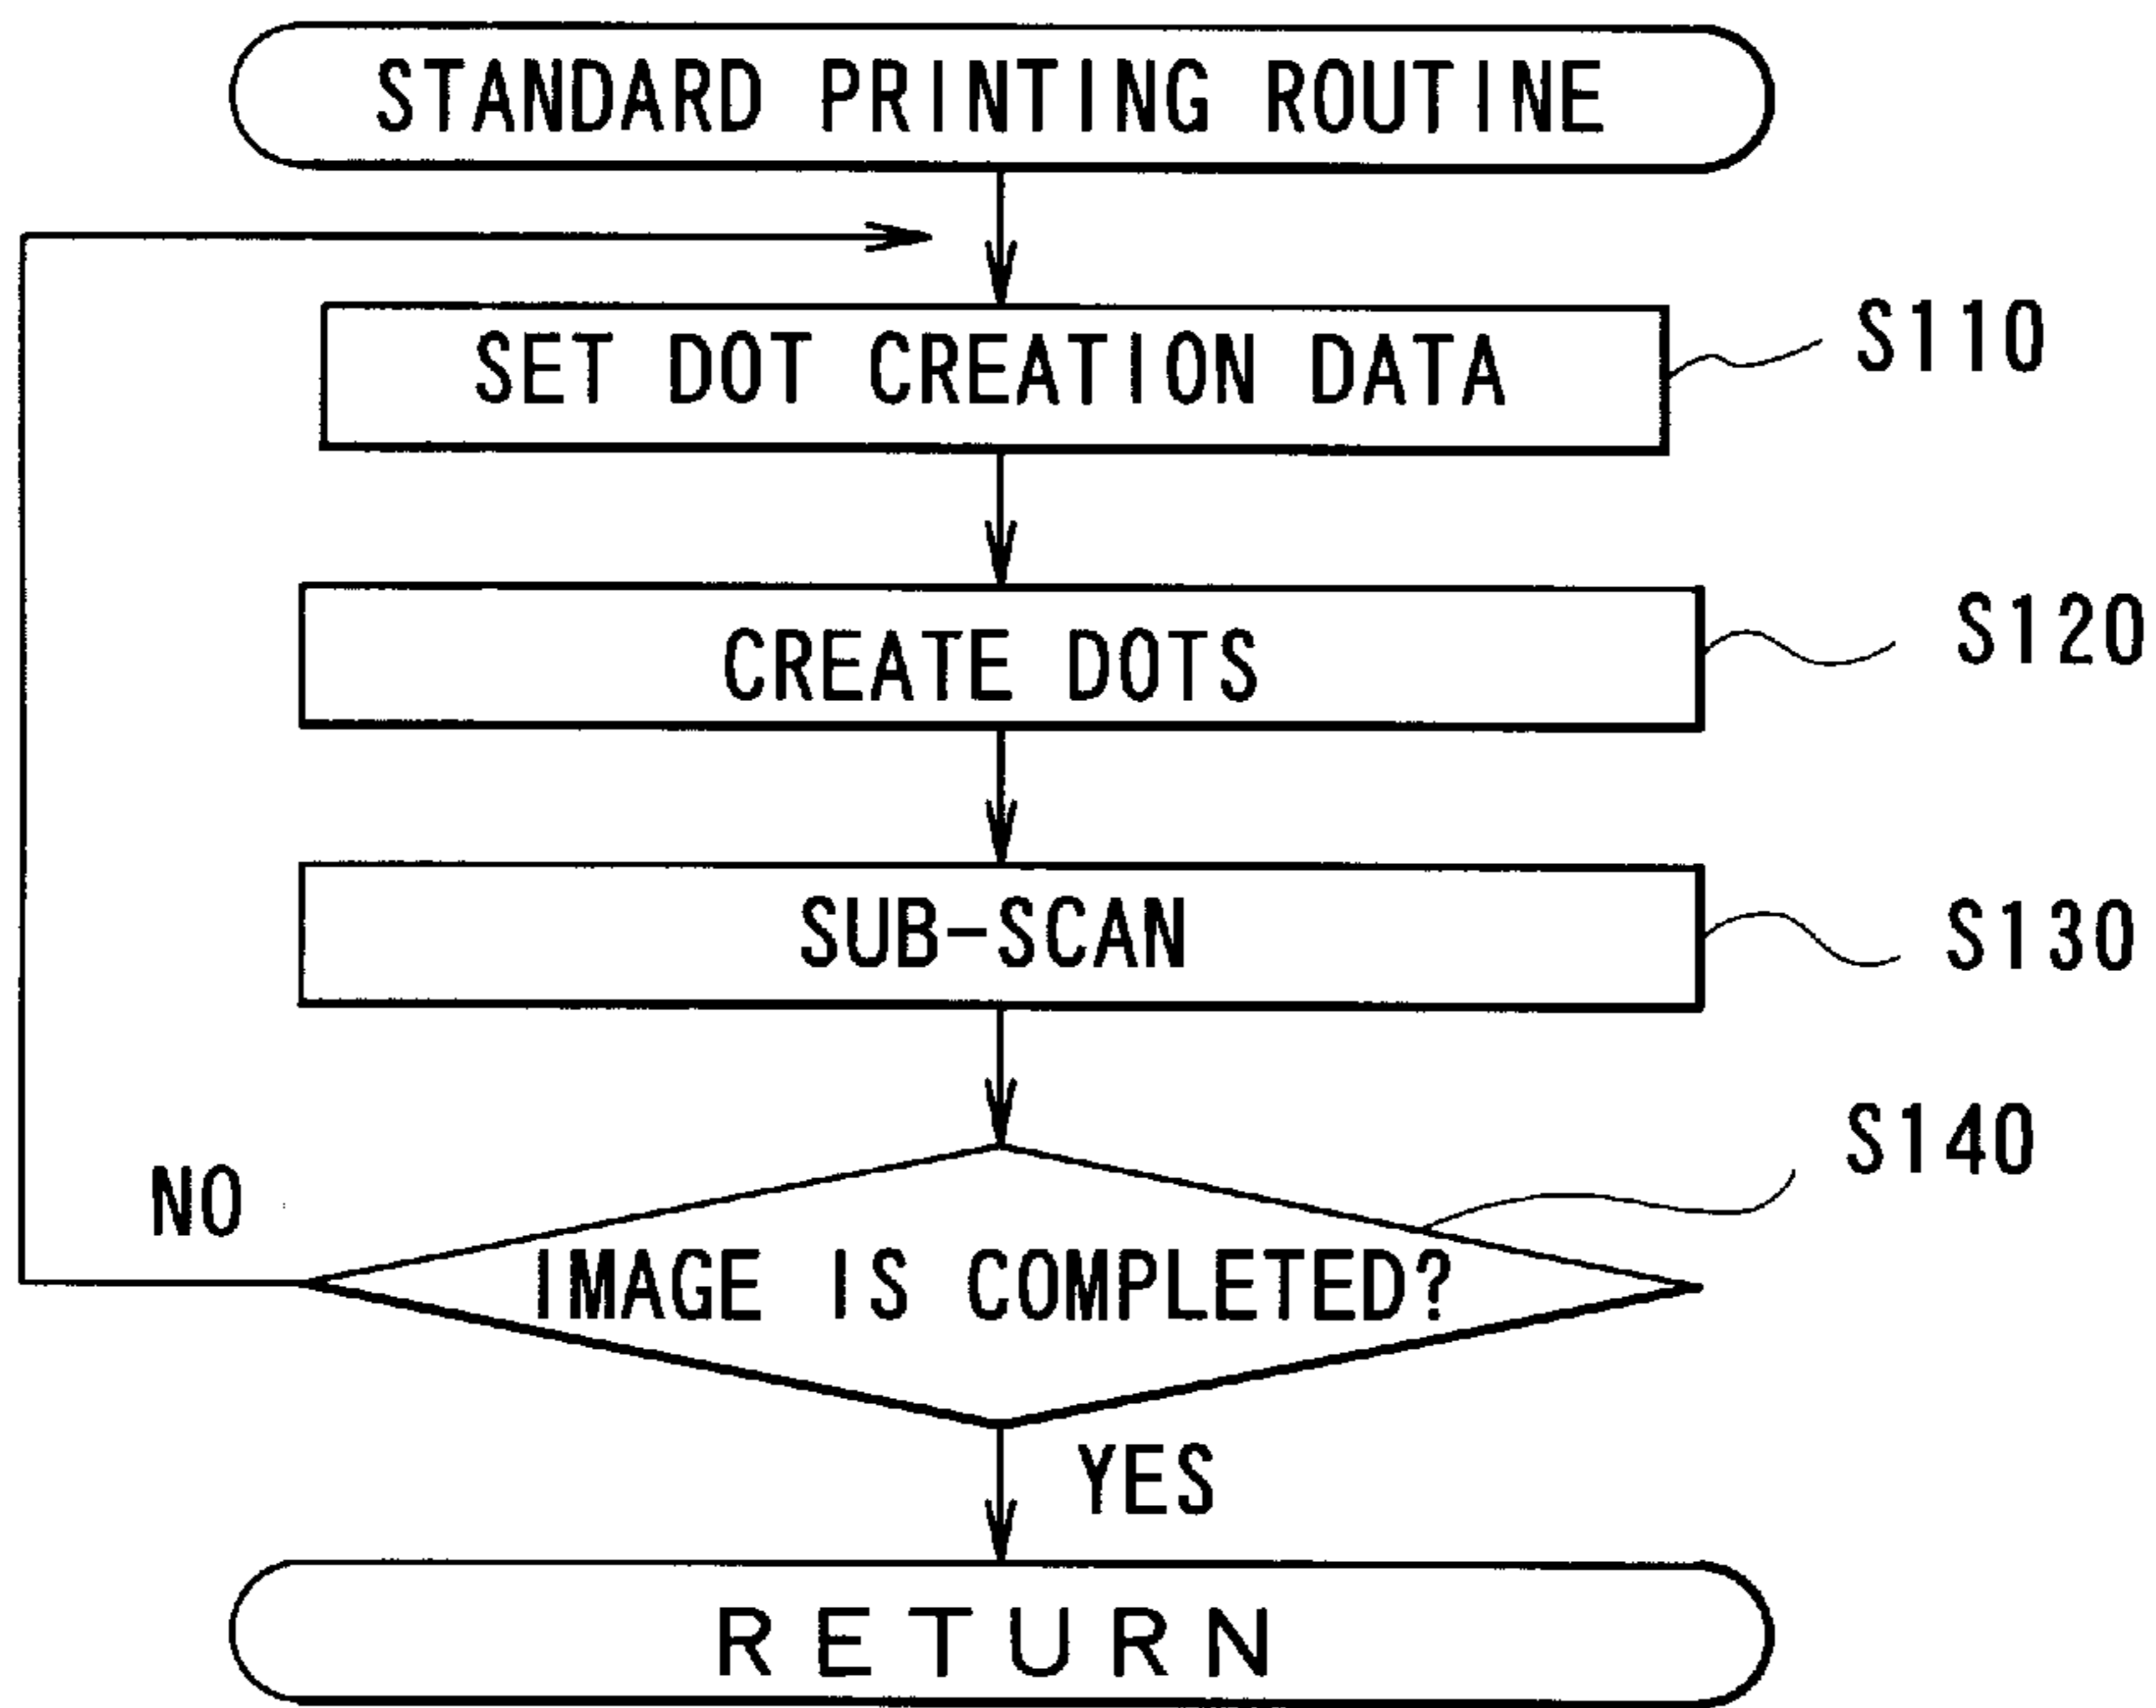 STANDARD PRINTING ROUTINE
SET DOT CREATION DATA
S110
CREATE DOTS
S120
SUB-SCAN
S130
S140
NO
IMAGE IS COMPLETED?
YES
RETURN